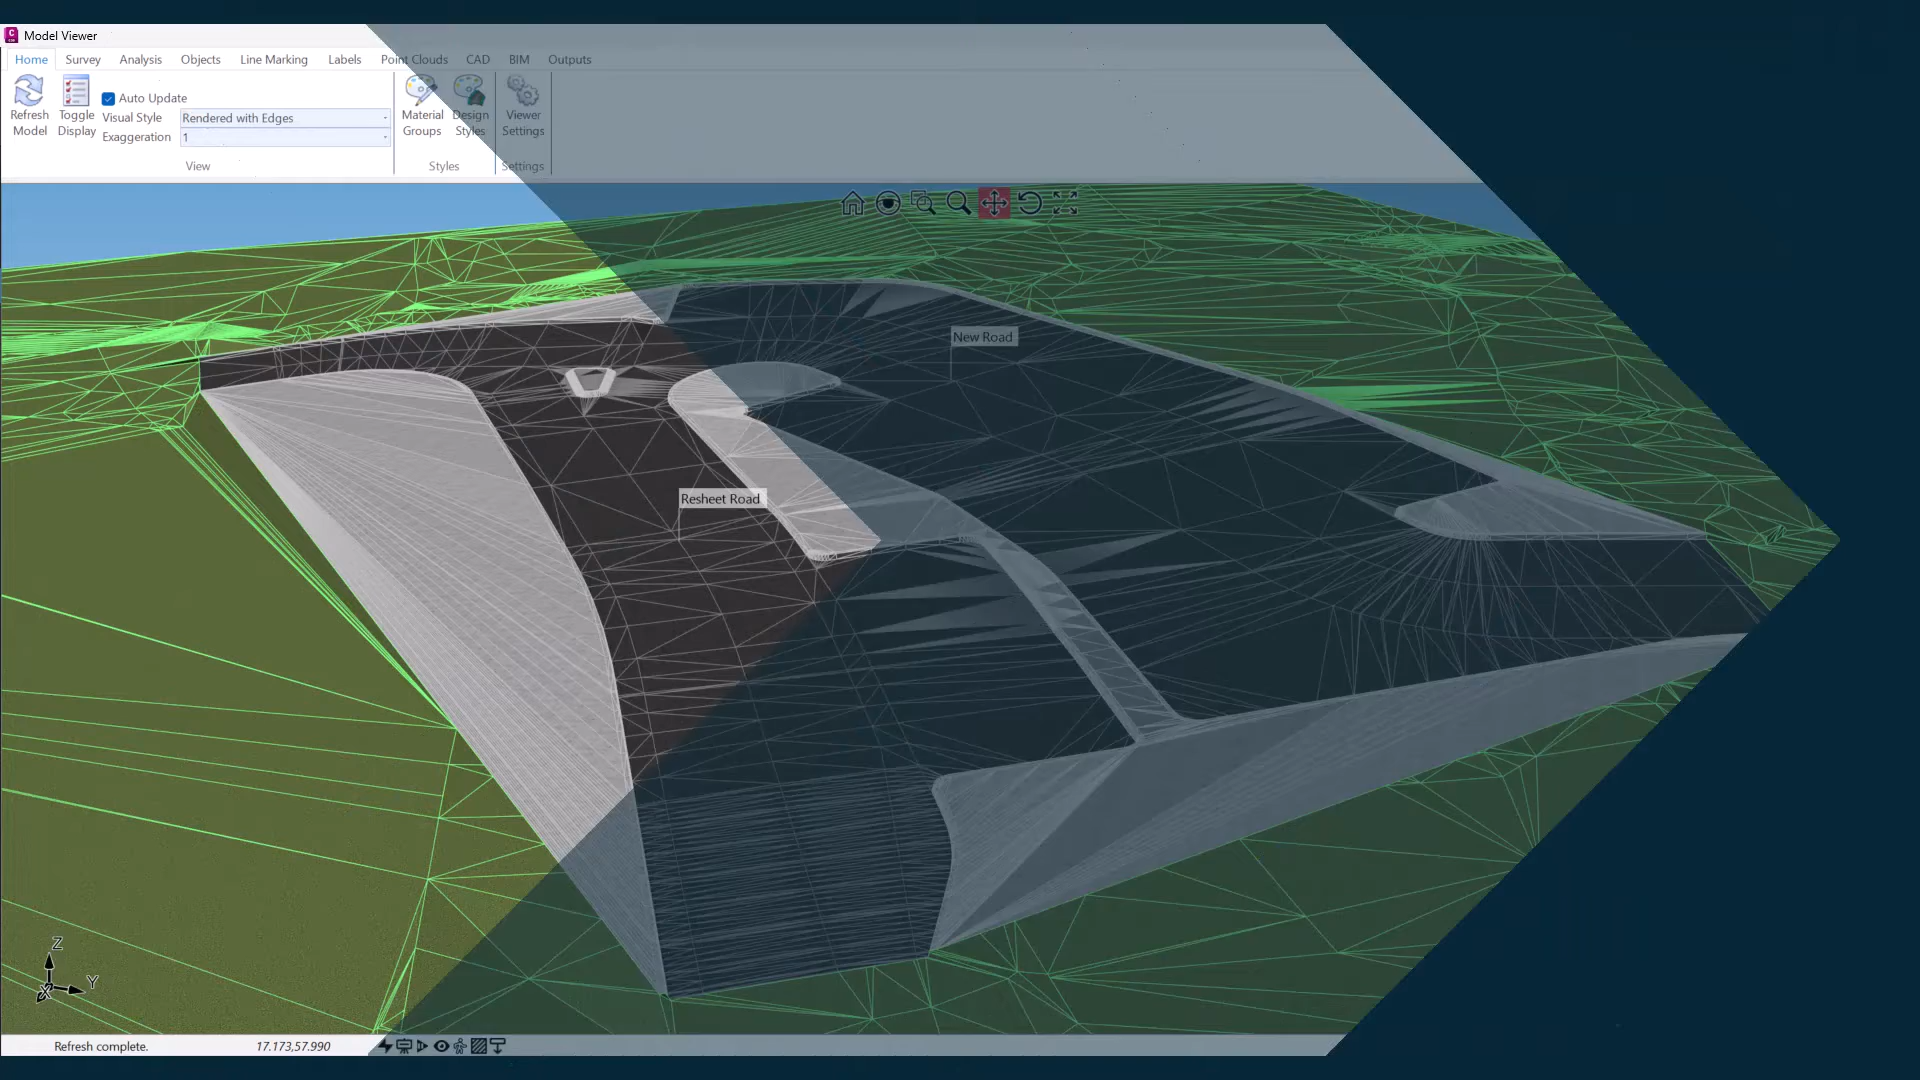 Model Viewer
Home Survey Analysis Objects Line Marking Labels Point Clouds CAD BIM Outputs
Refresh Model
Toggle Display
Auto Update
Visual Style Rendered with Edges
Exaggeration 1
View
Material Groups
Design Styles
Styles
Viewer Settings
Settings
New Road
Resheet Road
Z
Y
X
Refresh complete. 17.173,57.990